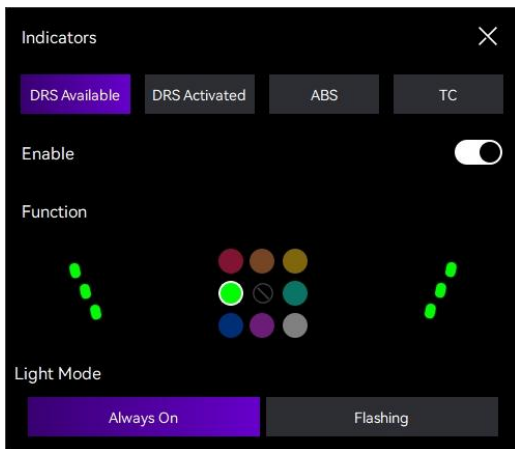 Indicators
DRS Available DRS Activated ABS TC
Enable
Function
Light Mode
Always On Flashing